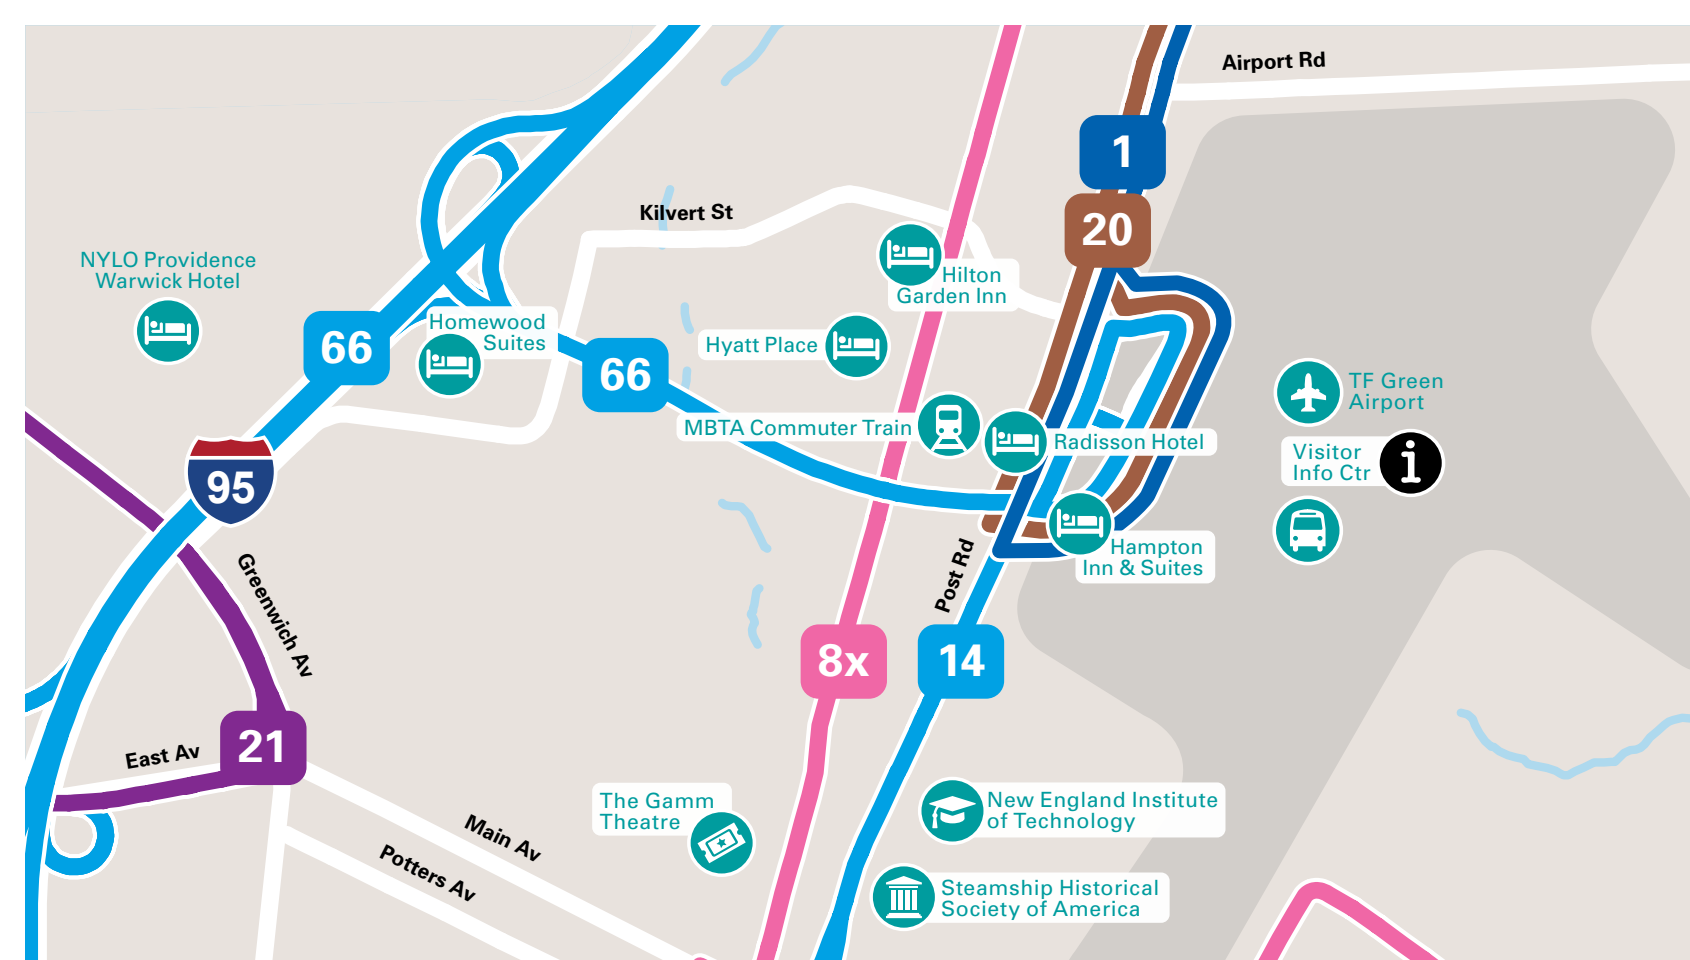 Airport Rd
1
Kilvert St
20
NYLO Providence
Warwick Hotel
Hilton
Garden Inn
Homewood
Suites
66
66
Hyatt Place
TF Green
Airport
MBTA Commuter Train
Radisson Hotel
Visitor
Info Ctr
i
95
Hampton
Inn & Suites
Post Rd
Greenwich Av
8x
14
21
East Av
The Gamm
Theatre
New England Institute
of Technology
Main Av
Potters Av
Steamship Historical
Society of America